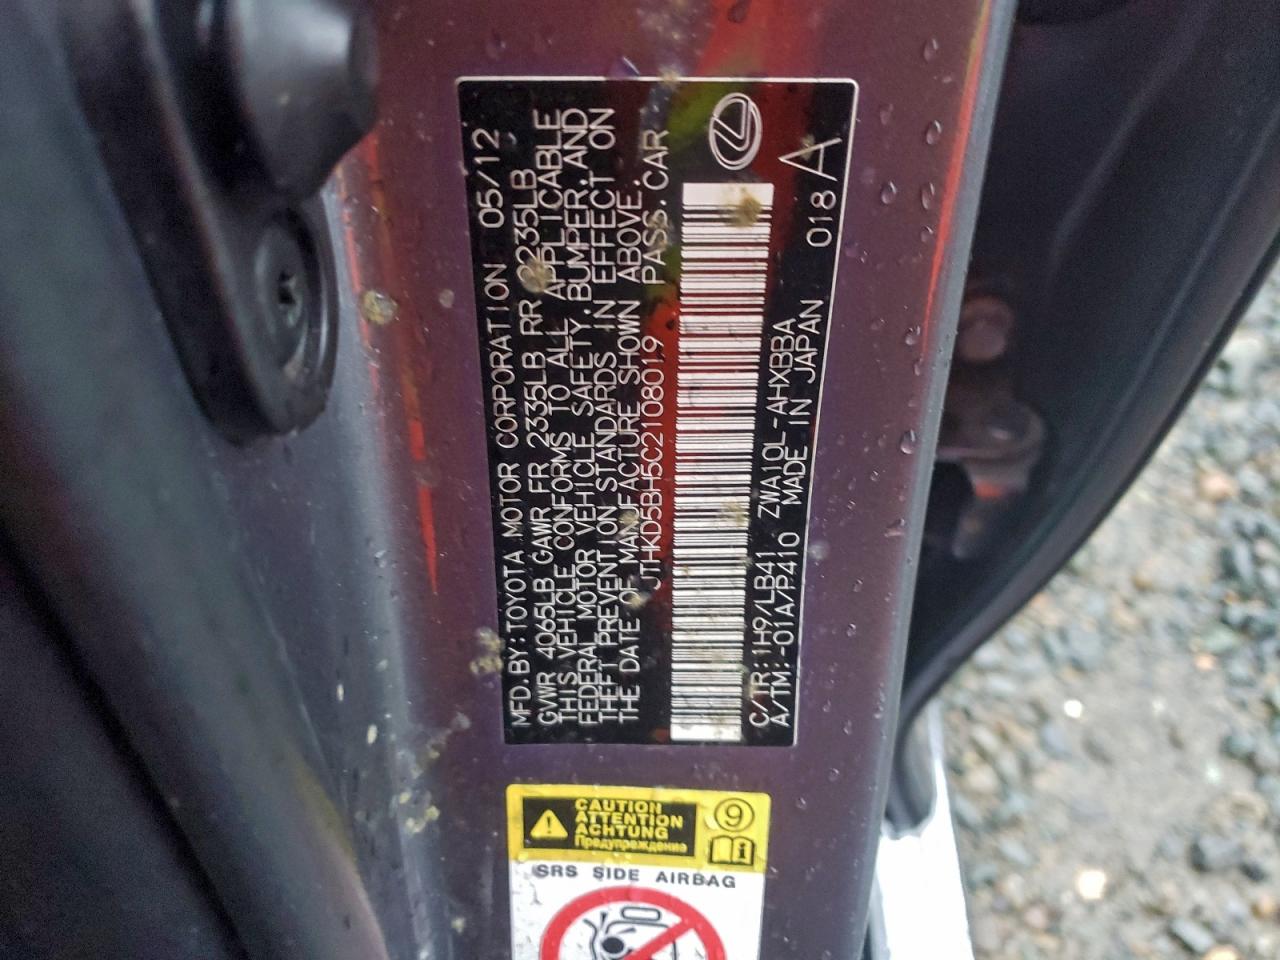 MFD.BY:TOYOTA MOTOR CORPORATION 05/12
GVWR 4065LB GAWR FR 2335LB RR 2235LB
THIS VEHICLE CONFORMS TO ALL APPLICABLE
FEDERAL MOTOR VEHICLE SAFETY,BUMPER,AND
THEFT PREVENTION STANDARDS IN EFFECT ON
THE DATE OF MANUFACTURE SHOWN ABOVE.
JTHKD5BH5C2108019 PASS.CAR
C/TR:1H9/LB41 ZWA10L-AHXBBA 018
A/TM:-01A/P410 MADE IN JAPAN
A
CAUTION
ATTENTION
ACHTUNG
Предупреждение
9
SRS SIDE AIRBAG